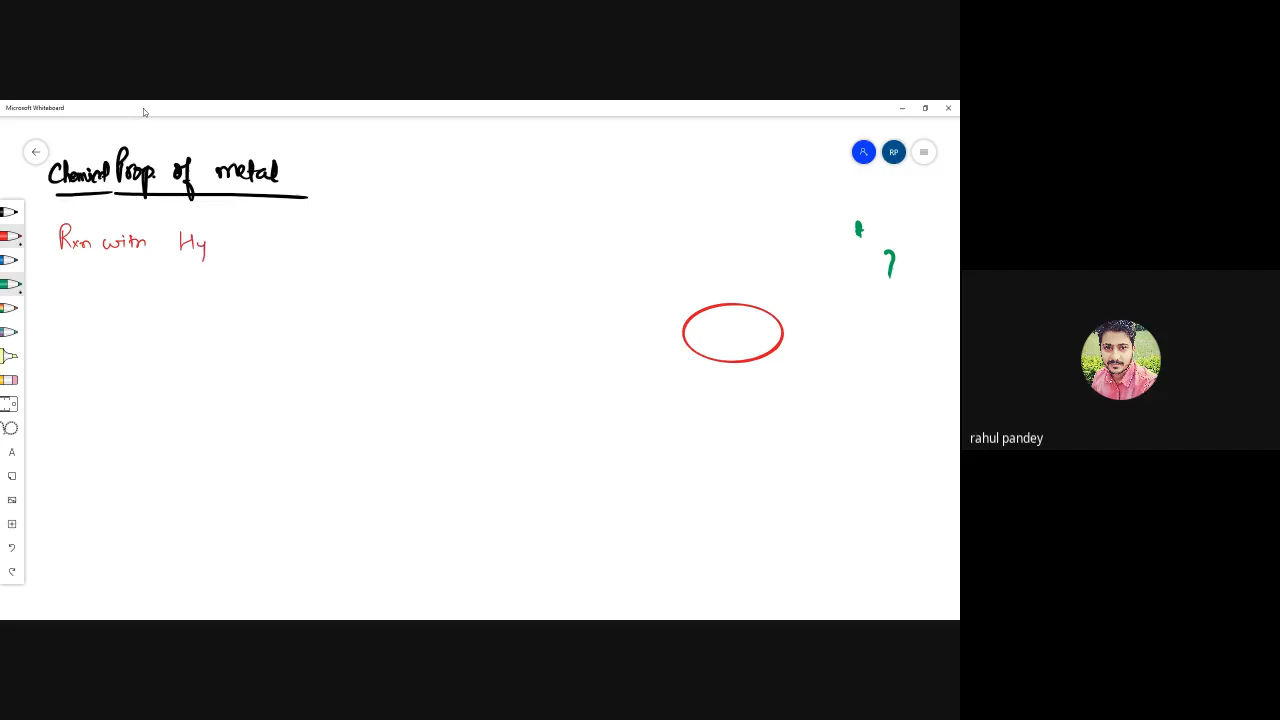 Microsoft Whiteboard
RP
Chemical Prop. of metal
Rxn with Hy
?
A
rahul pandey